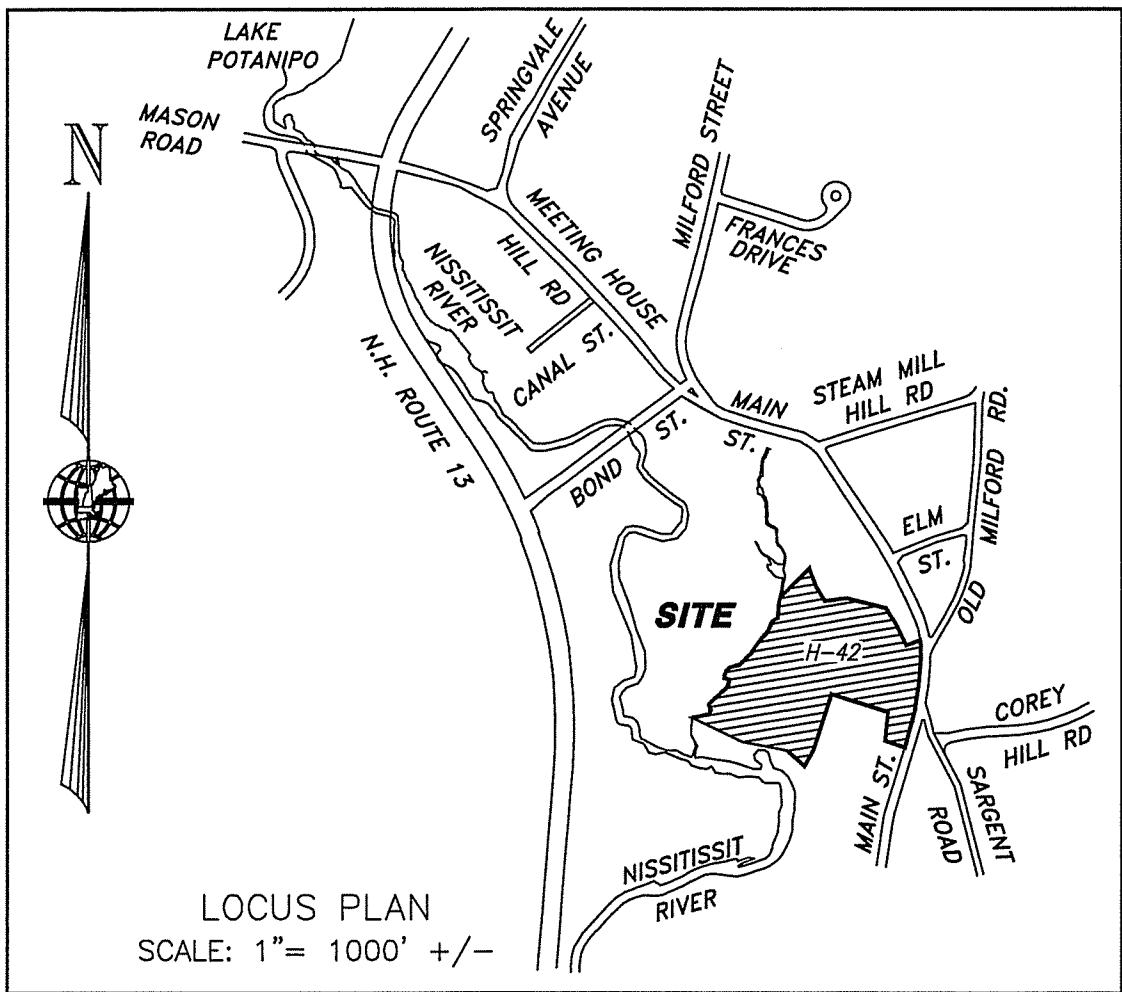 LAKE
POTANIPO
MASON
ROAD
N
SPRINGVALE
AVENUE
MILFORD STREET
FRANCES
DRIVE
MEETING HOUSE
HILL RD
NISSITISSIT
RIVER
CANAL ST.
N.H. ROUTE 13
BOND ST.
MAIN
ST.
STEAM MILL
HILL RD
ELM
ST.
OLD MILFORD RD.
SITE
H-42
COREY
HILL RD
MAIN ST.
SARGENT
ROAD
NISSITISSIT
RIVER
LOCUS PLAN
SCALE: 1"= 1000' +/-